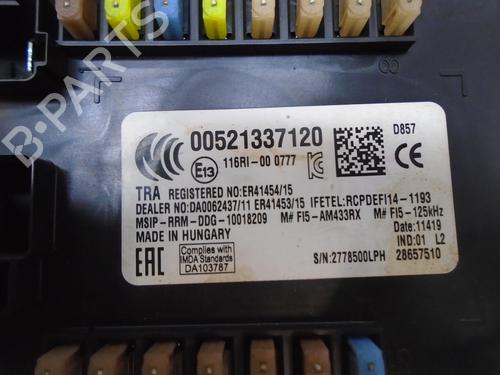 B-PARTS
8
00521337120
D857
E13
116RI-00 0777
TRA REGISTERED NO:ER41454/15
DEALER NO:DA0062437/11 ER41453/15 IFETEL:RCPDEFI14-1193
MSIP-RRM-DDG-10018209 M# FI5-AM433RX M# FI5-125kHz
MADE IN HUNGARY
Date:11419
IND:01 L2
EAC
Complies with
IMDA Standards
DA103787
S/N:2778500LPH
28657510